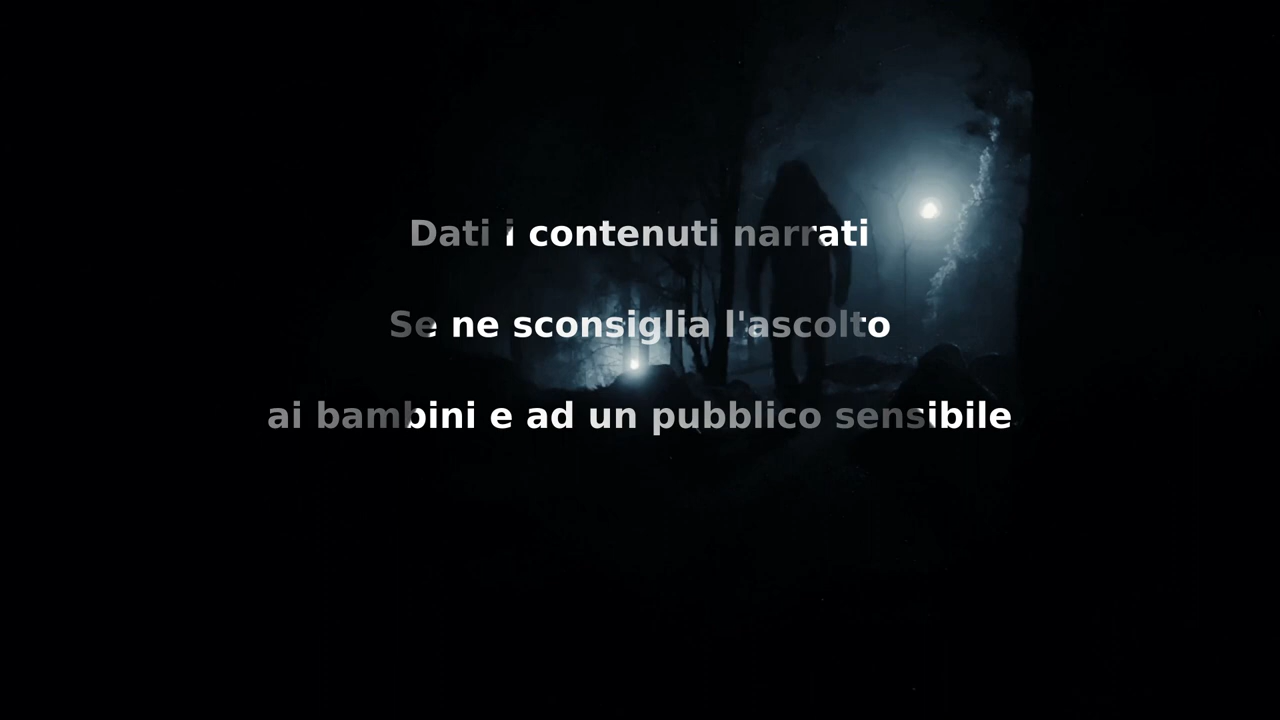 Dati i contenuti narrati
Se ne sconsiglia l'ascolto
ai bambini e ad un pubblico sensibile